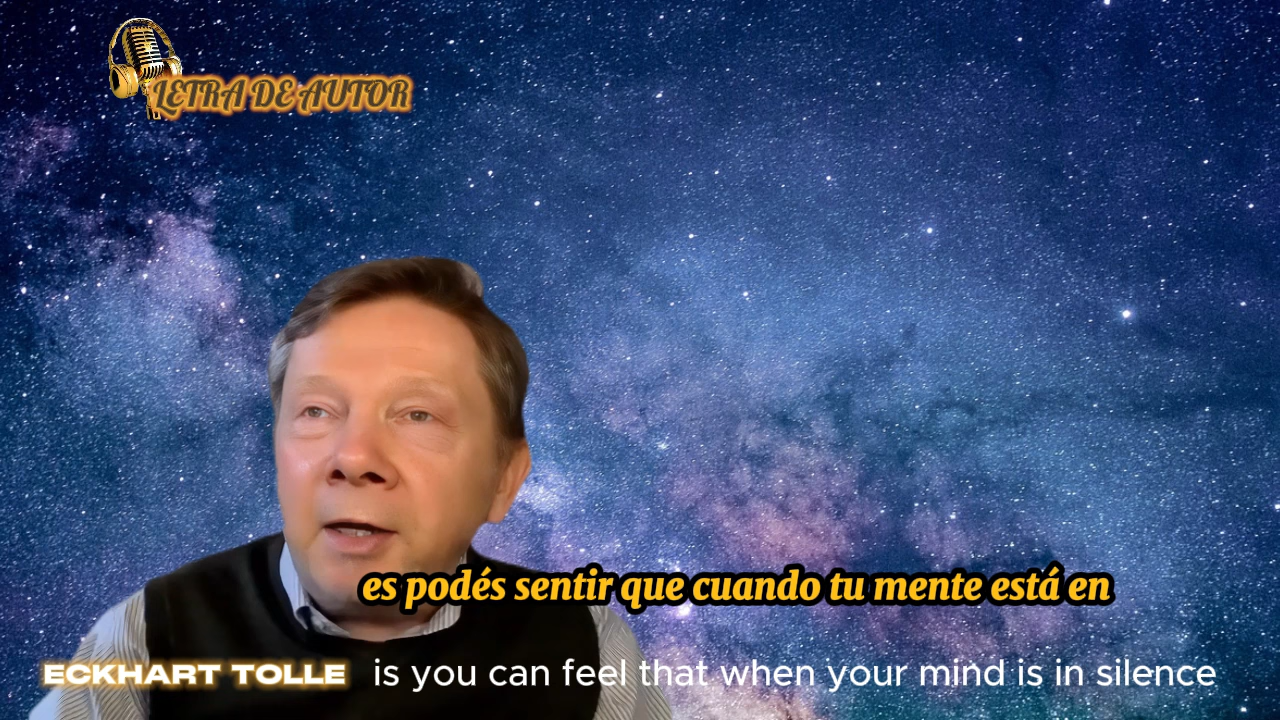 LETRA DE AUTOR
es podés sentir que cuando tu mente está en
ECKHART TOLLE
is you can feel that when your mind is in silence